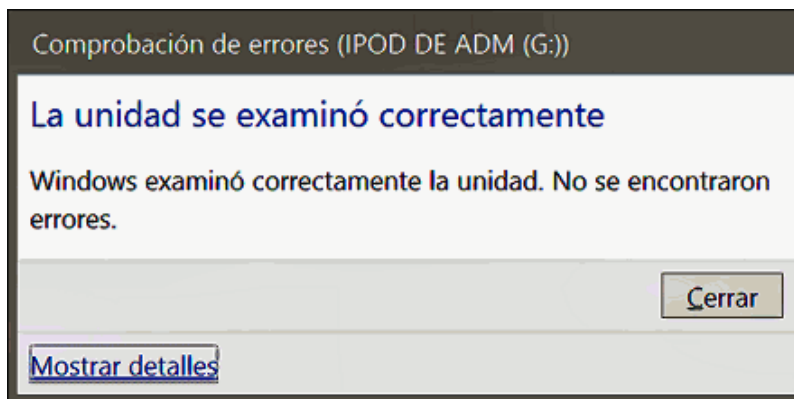 Comprobación de errores (IPOD DE ADM (G:))
La unidad se examinó correctamente
Windows examinó correctamente la unidad. No se encontraron
errores.
Cerrar
Mostrar detalles